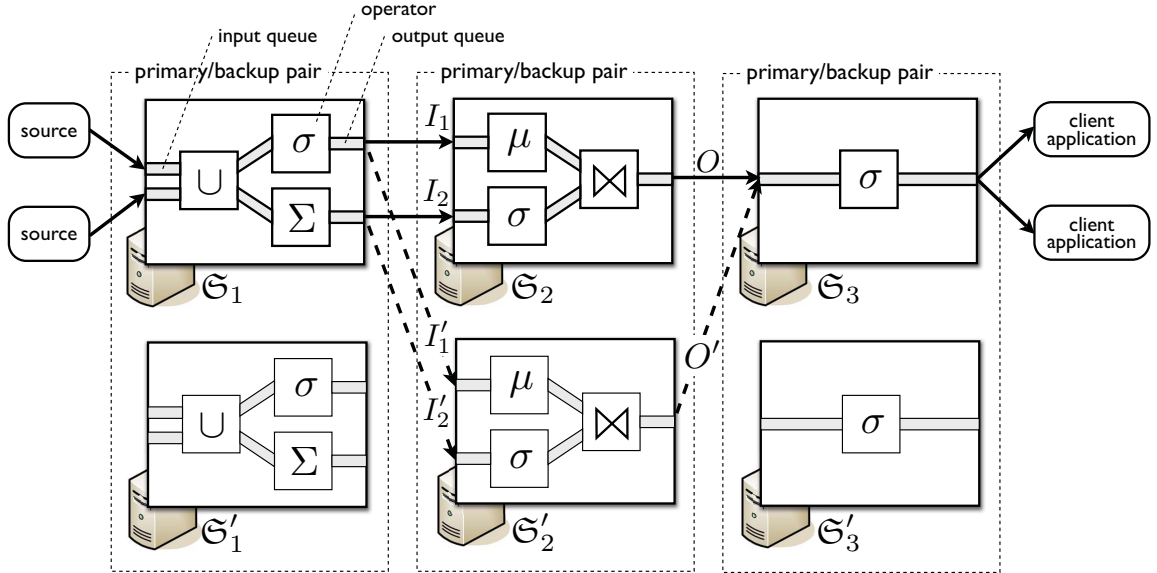 operator
input queue
output queue
primary/backup pair
primary/backup pair
primary/backup pair
source
source
∪
σ
Σ
𝔖₁
I₁
I₂
μ
σ
⋈
𝔖₂
O
σ
𝔖₃
client
application
client
application
∪
σ
Σ
𝔖′₁
I′₁
I′₂
μ
σ
⋈
𝔖′₂
O′
σ
𝔖′₃